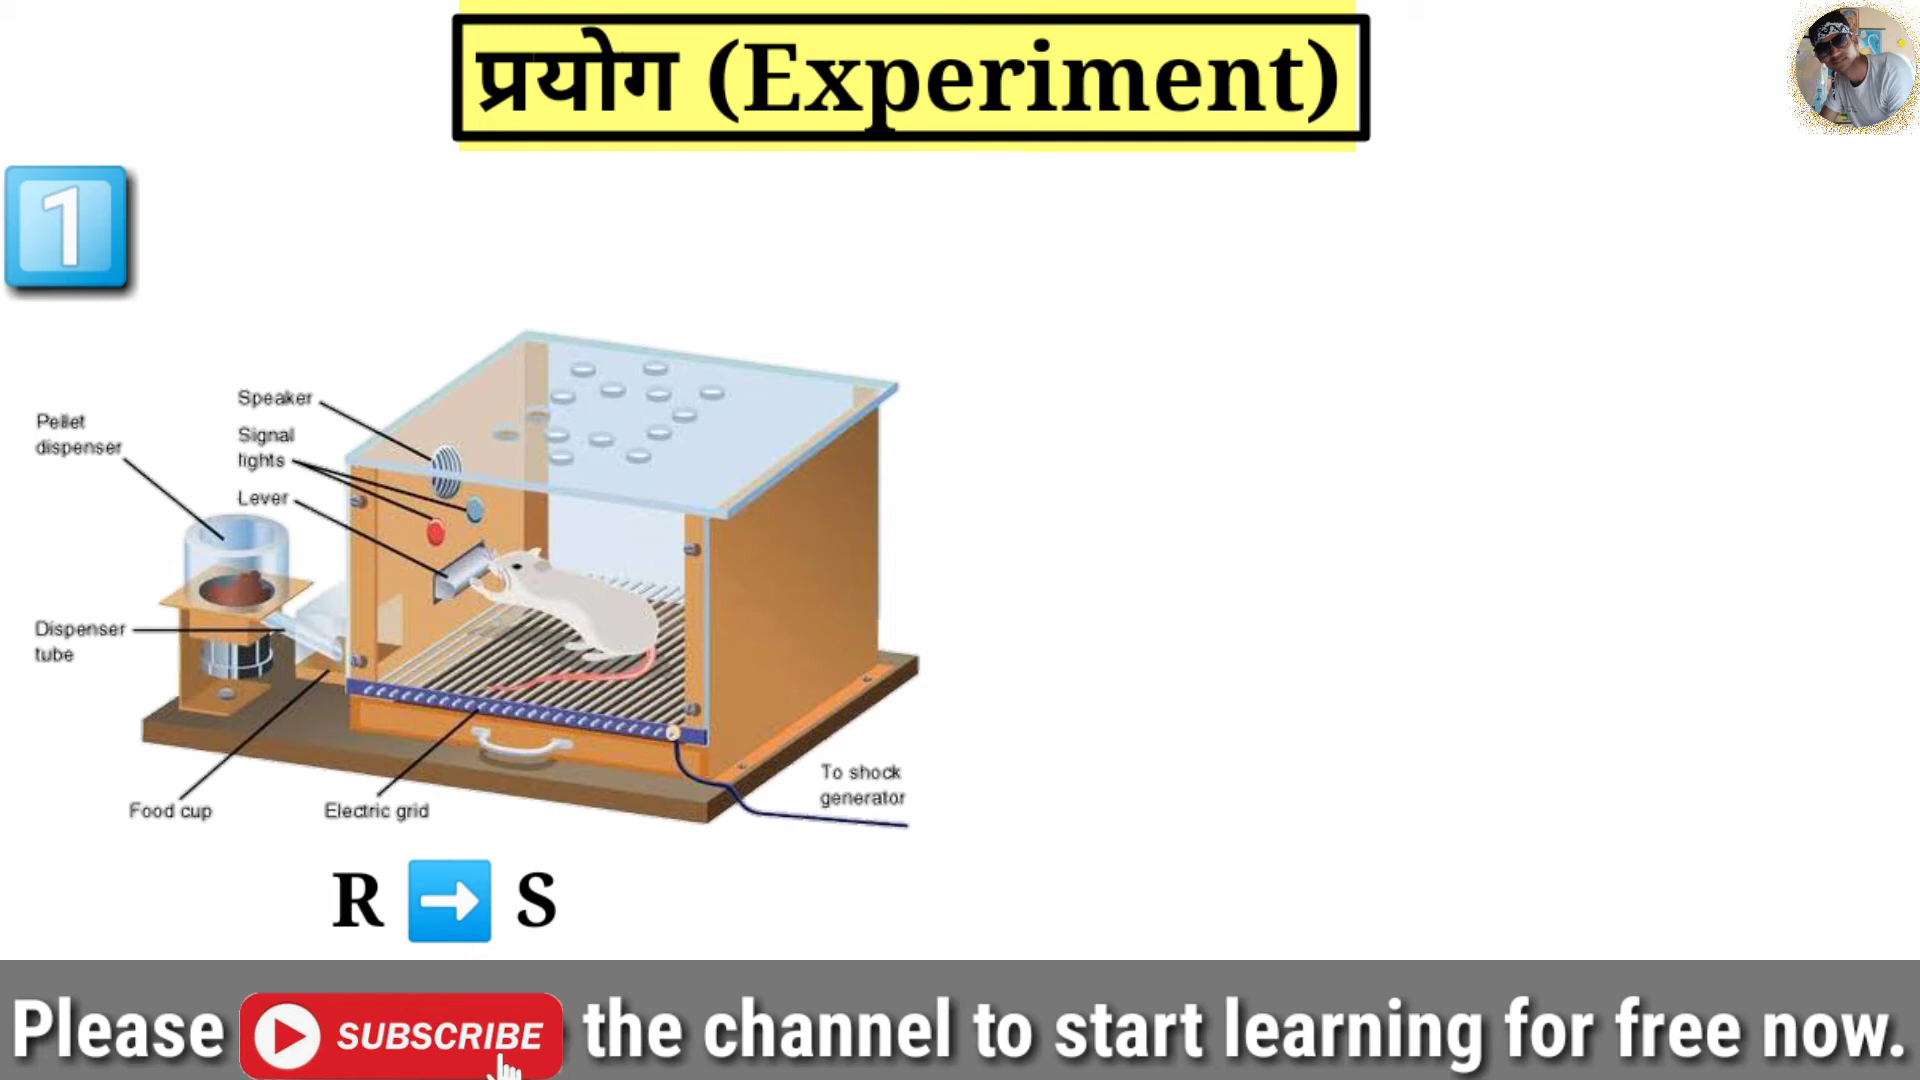 प्रयोग (Experiment)
1
Speaker
Pellet
dispenser
Signal
lights
Lever
Dispenser
tube
Food cup
Electric grid
To shock
generator
R ➡ S
Please SUBSCRIBE the channel to start learning for free now.